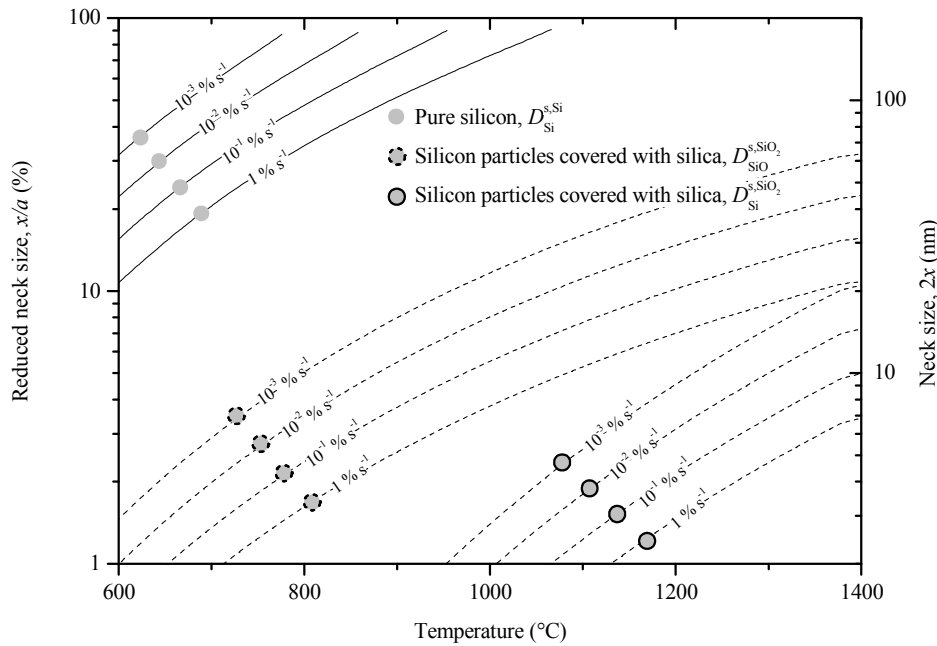 100
10
1
Reduced neck size, x/a (%)
10⁻³ % s⁻¹
10⁻² % s⁻¹
10⁻¹ % s⁻¹
1 % s⁻¹
Pure silicon, D_Si^s,Si
Silicon particles covered with silica, D_SiO^s,SiO₂
Silicon particles covered with silica, D_Si^s,SiO₂
10⁻³ % s⁻¹
10⁻² % s⁻¹
10⁻¹ % s⁻¹
1 % s⁻¹
10⁻³ % s⁻¹
10⁻² % s⁻¹
10⁻¹ % s⁻¹
1 % s⁻¹
100
10
Neck size, 2x (nm)
600 800 1000 1200 1400
Temperature (°C)